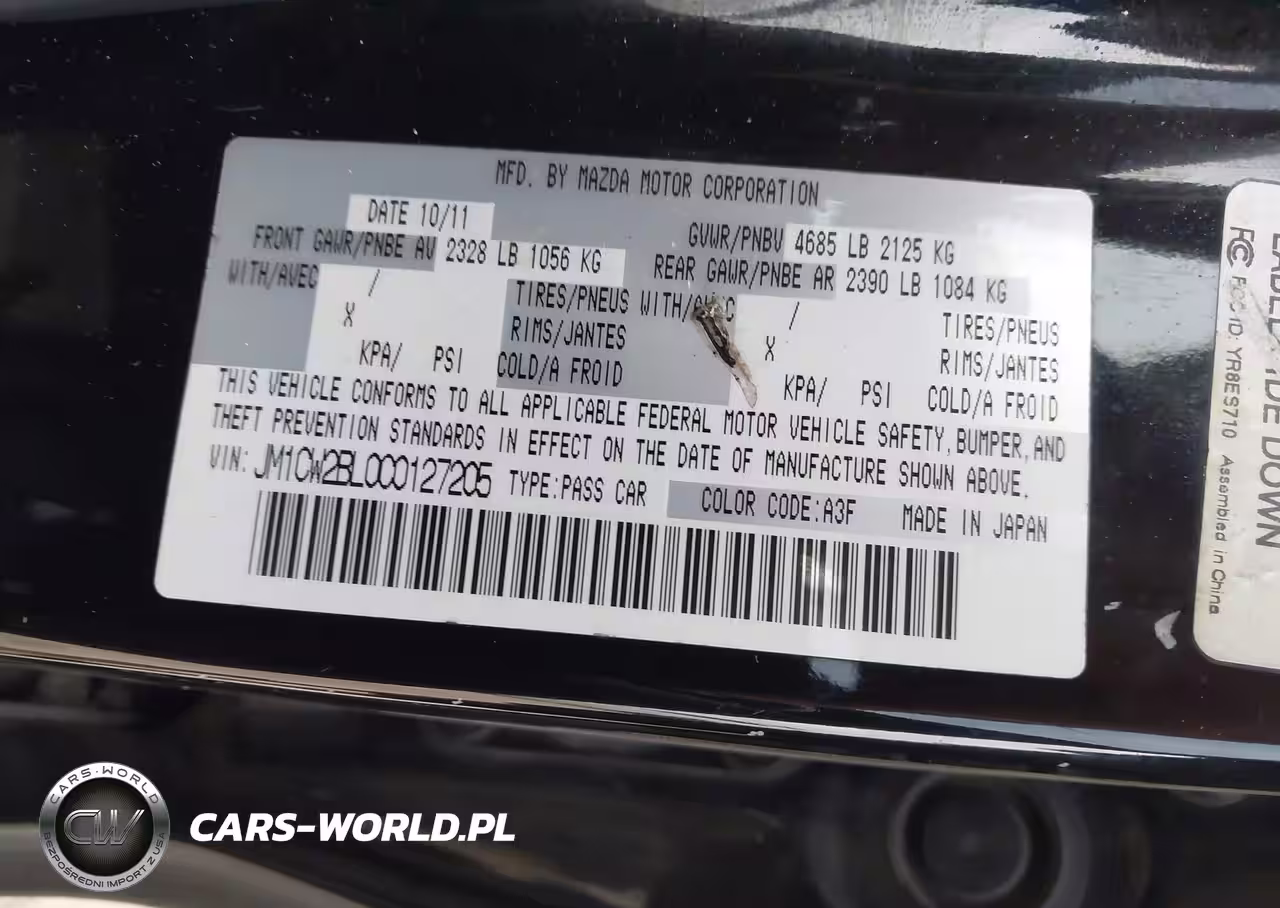 MFD. BY MAZDA MOTOR CORPORATION
DATE 10/11
GVWR/PNBV 4685 LB 2125 KG
FRONT GAWR/PNBE AV 2328 LB 1056 KG
REAR GAWR/PNBE AR 2390 LB 1084 KG
WITH/AVEC / TIRES/PNEUS WITH/AVEC / TIRES/PNEUS
X RIMS/JANTES X RIMS/JANTES
KPA/ PSI COLD/A FROID KPA/ PSI COLD/A FROID
THIS VEHICLE CONFORMS TO ALL APPLICABLE FEDERAL MOTOR VEHICLE SAFETY, BUMPER, AND
THEFT PREVENTION STANDARDS IN EFFECT ON THE DATE OF MANUFACTURE SHOWN ABOVE.
VIN: JM1CW2BL0C0127205 TYPE:PASS CAR COLOR CODE:A3F MADE IN JAPAN
FC FCC ID: YR8ES710 Assembled in China
DOWN
CARS-WORLD
CW
BEZPOŚREDNI IMPORT Z USA
CARS-WORLD.PL